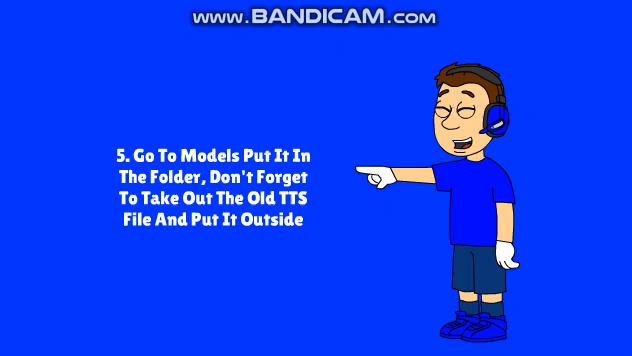 www.BANDICAM.com
5. Go To Models Put It In
The Folder, Don't Forget
To Take Out The Old TTS
File And Put It Outside